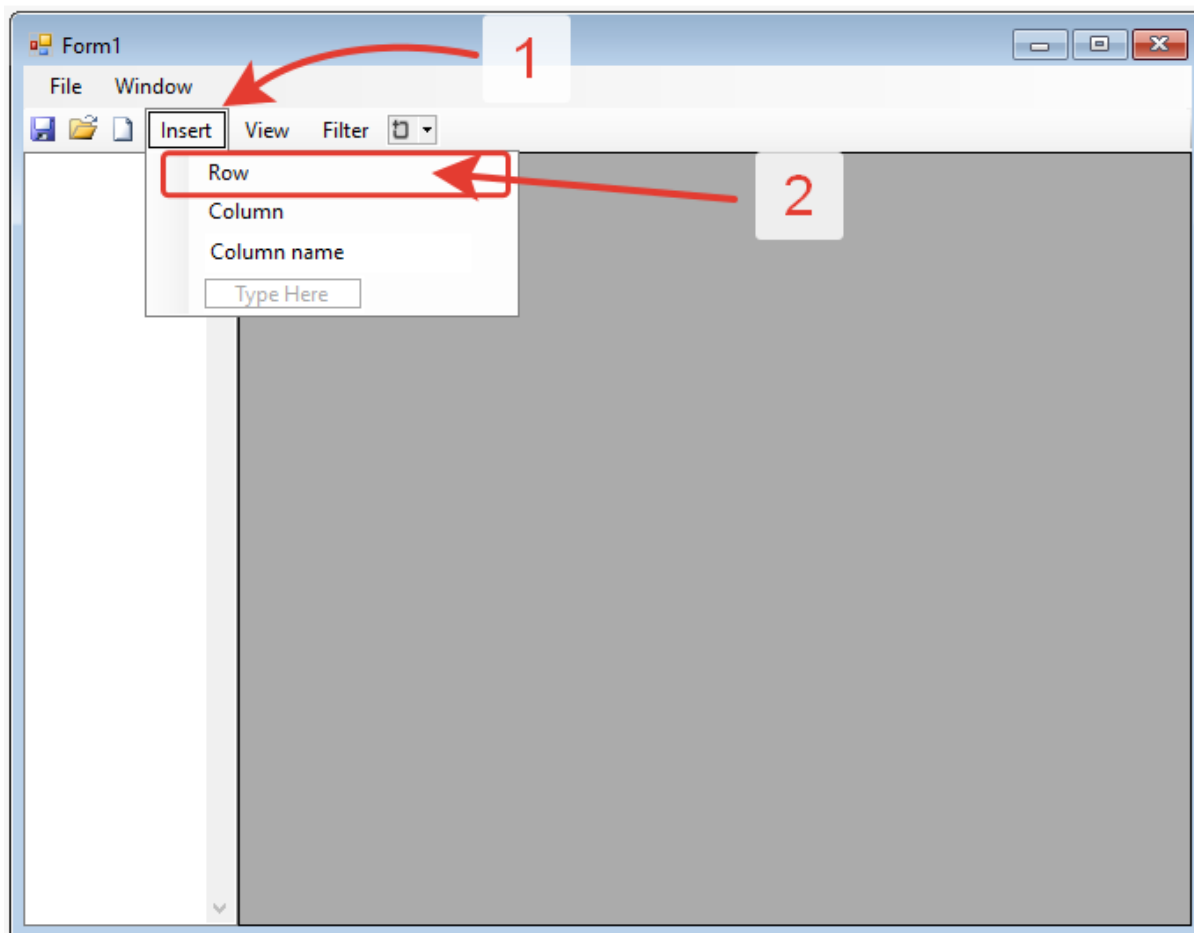 Form1
1
File Window
Insert View Filter
Row
2
Column
Column name
Type Here